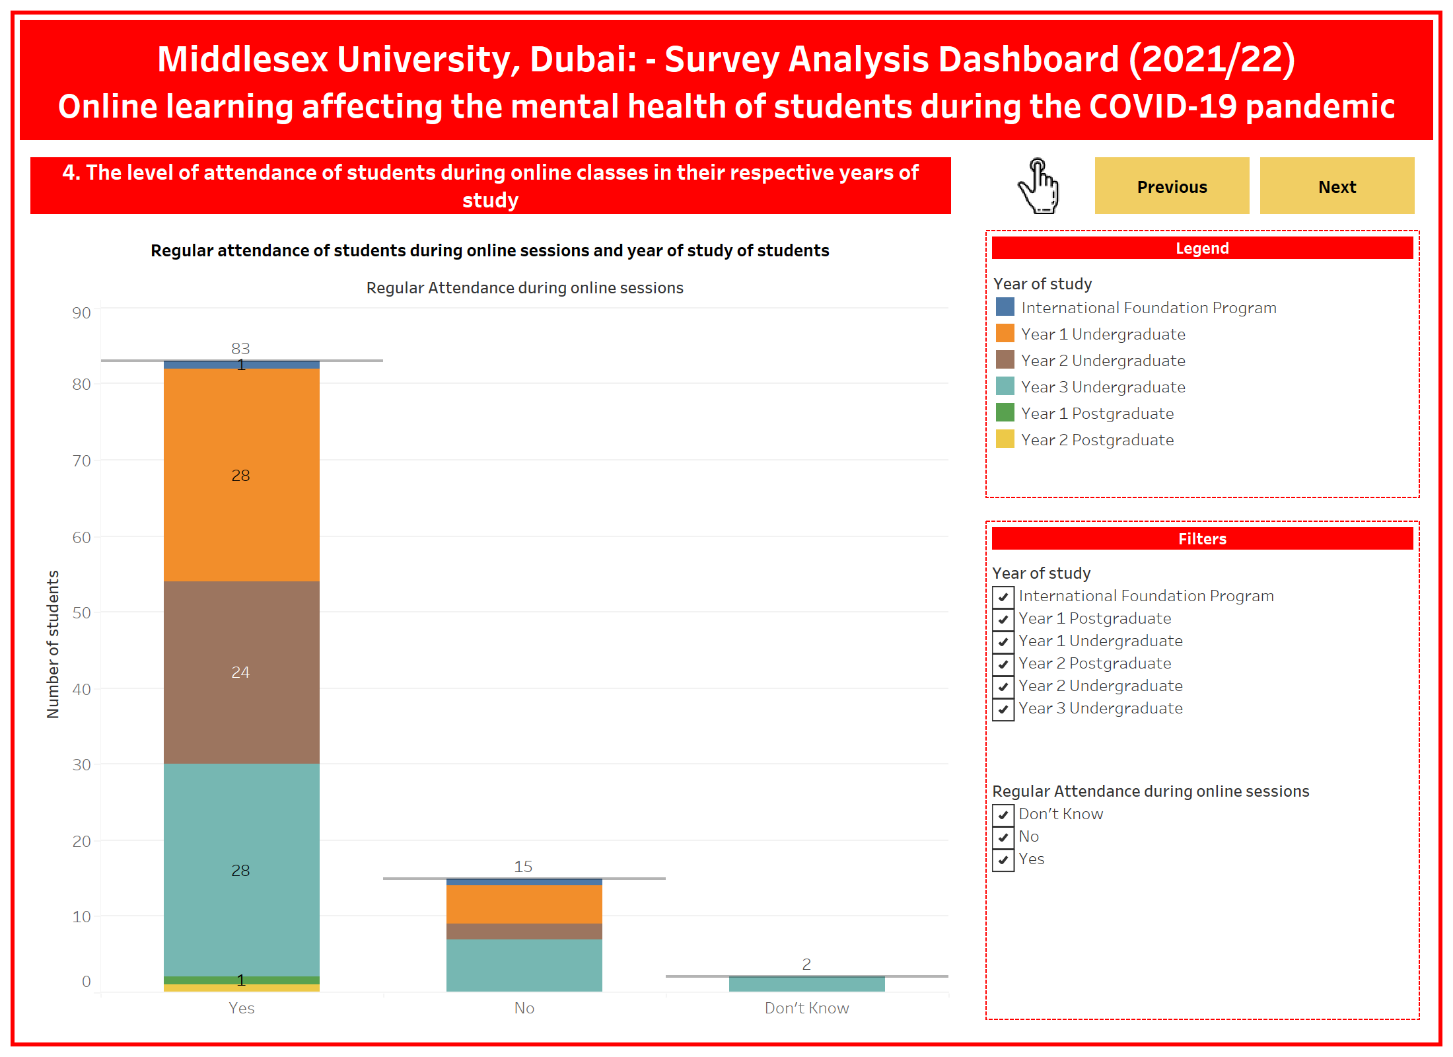 Middlesex University, Dubai: - Survey Analysis Dashboard (2021/22)
Online learning affecting the mental health of students during the COVID-19 pandemic
4. The level of attendance of students during online classes in their respective years of
study
Previous
Next
Regular attendance of students during online sessions and year of study of students
Regular Attendance during online sessions
Number of students
90
80
70
60
50
40
30
20
10
0
83
1
28
24
28
1
15
2
Yes
No
Don't Know
Legend
Year of study
International Foundation Program
Year 1 Undergraduate
Year 2 Undergraduate
Year 3 Undergraduate
Year 1 Postgraduate
Year 2 Postgraduate
Filters
Year of study
International Foundation Program
Year 1 Postgraduate
Year 1 Undergraduate
Year 2 Postgraduate
Year 2 Undergraduate
Year 3 Undergraduate
Regular Attendance during online sessions
Don't Know
No
Yes